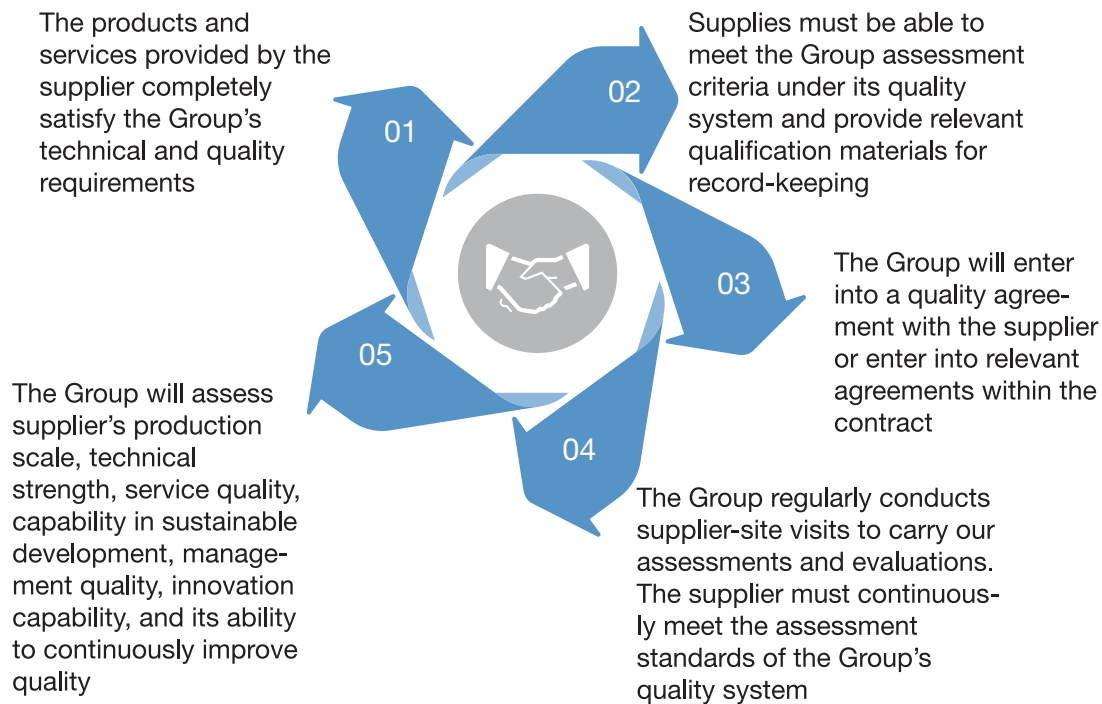 The products and
services provided by the
supplier completely
satisfy the Group’s
technical and quality
requirements
01
02
Supplies must be able to
meet the Group assessment
criteria under its quality
system and provide relevant
qualification materials for
record-keeping
03
The Group will enter
into a quality agree-
ment with the supplier
or enter into relevant
agreements within the
contract
04
The Group regularly conducts
supplier-site visits to carry our
assessments and evaluations.
The supplier must continuous-
ly meet the assessment
standards of the Group’s
quality system
05
The Group will assess
supplier’s production
scale, technical
strength, service quality,
capability in sustainable
development, manage-
ment quality, innovation
capability, and its ability
to continuously improve
quality